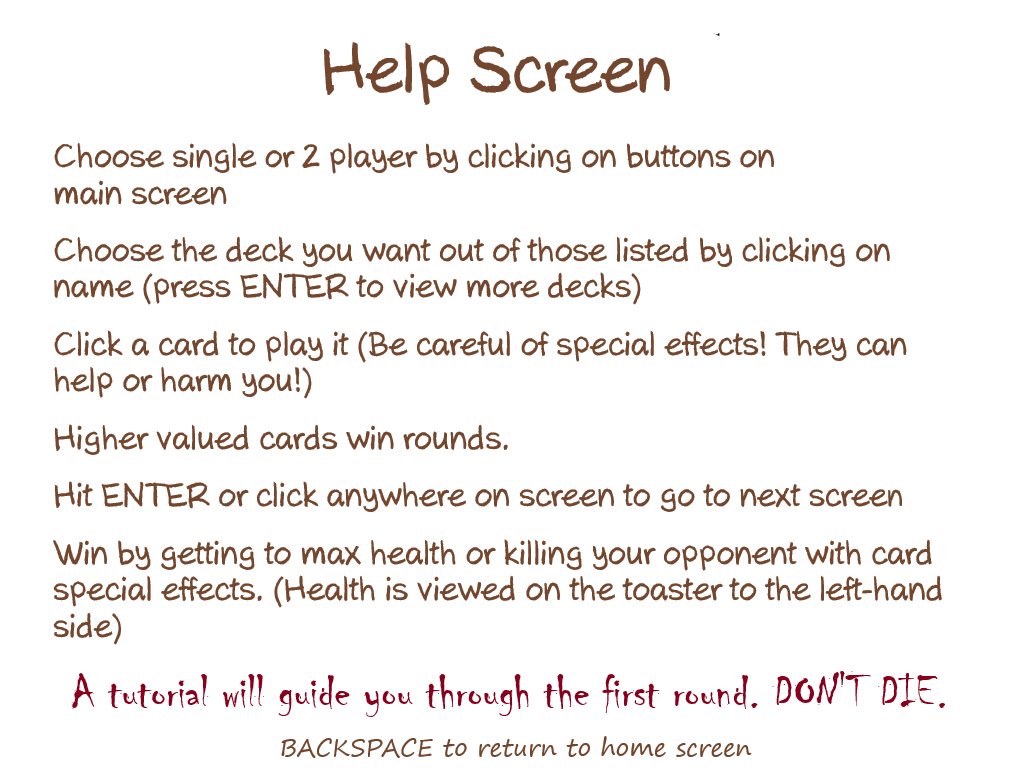 Help Screen
Choose single or 2 player by clicking on buttons on
main screen
Choose the deck you want out of those listed by clicking on
name (press ENTER to view more decks)
Click a card to play it (Be careful of special effects! They can
help or harm you!)
Higher valued cards win rounds.
Hit ENTER or click anywhere on screen to go to next screen
Win by getting to max health or killing your opponent with card
special effects. (Health is viewed on the toaster to the left-hand
side)
A tutorial will guide you through the first round. DON'T DIE.
BACKSPACE to return to home screen